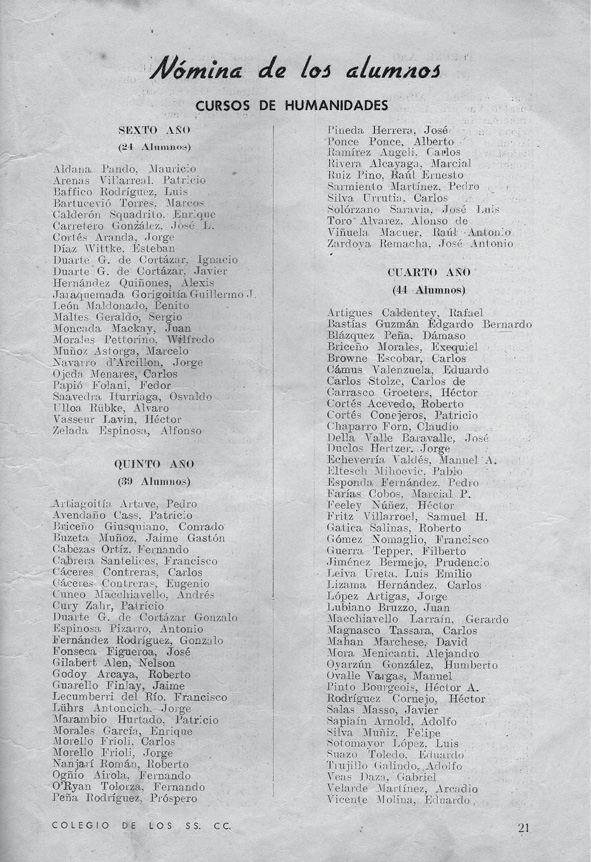 Nómina de los alumnos
CURSOS DE HUMANIDADES
SEXTO AÑO
(24 Alumnos)
Aldana Pando, Mauricio
Arenas Villarreal, Patricio
Baffico Rodríguez, Luis
Bartucevió Torres, Marcos
Calderón Squadrito, Enrique
Carretero González, José L.
Cortés Aranda, Jorge
Díaz Wittke, Esteban
Duarte G. de Cortázar, Ignacio
Duarte G. de Cortázar, Javier
Hernández Quiñones, Alexis
Jaraquemada Gorigoitía Guillermo J.
León Maldonado, Benito
Maltes Geraldo, Sergio
Moncada Mackay, Juan
Morales Pettorino, Wilfredo
Muñoz Astorga, Marcelo
Navarro d'Arcillon, Jorge
Ojeda Menares, Carlos
Papió Folani, Fedor
Saavedra Iturriaga, Osvaldo
Ulloa Rübke, Alvaro
Vasseur Lavín, Héctor
Zelada Espinosa, Alfonso
QUINTO AÑO
(39 Alumnos)
Artiagoitía Artave, Pedro
Avendaño Cass, Patricio
Briceño Giusquiano, Conrado
Buzeta Muñoz, Jaime Gastón
Cabezas Ortíz, Fernando
Cabrera Santelices, Francisco
Cáceres Contreras, Carlos
Cáceres Contreras, Eugenio
Cuneo Macchiavello, Andrés
Cury Zahr, Patricio
Duarte G. de Cortázar Gonzalo
Espinosa Pizarro, Antonio
Fernández Rodríguez, Gonzalo
Fonseca Figueroa, José
Gilabert Alen, Nelson
Godoy Arcaya, Roberto
Guarello Finlay, Jaime
Lecumberri del Río, Francisco
Lührs Antoncich, Jorge
Marambio Hurtado, Patricio
Morales García, Enrique
Morello Frioli, Carlos
Morello Frioli, Jorge
Nanjarí Román, Roberto
Ognio Airola, Fernando
O'Ryan Tolorza, Fernando
Peña Rodríguez, Próspero
Pineda Herrera, José
Ponce Ponce, Alberto
Ramírez Angeli, Carlos
Rivera Alcayaga, Marcial
Ruiz Pino, Raúl Ernesto
Sarmiento Martínez, Pedro
Silva Urrutia, Carlos
Solórzano Saravia, José Luis
Toro Alvarez, Alonso de
Viñuela Macuer, Raúl Antonio
Zardoya Remacha, José Antonio
CUARTO AÑO
(44 Alumnos)
Artigues Caldentey, Rafael
Bastías Guzmán Edgardo Bernardo
Blázquez Peña, Dámaso
Briceño Morales, Exequiel
Browne Escobar, Carlos
Cámus Valenzuela, Eduardo
Carlos Stolze, Carlos de
Carrasco Groeters, Héctor
Cortés Acevedo, Roberto
Cortés Conejeros, Patricio
Chaparro Forn, Claudio
Della Valle Baravalle, José
Duclos Hertzer, Jorge
Echeverría Valdés, Manuel A.
Eltesch Mihoevic, Pablo
Esponda Fernández, Pedro
Farías Cobos, Marcial P.
Feeley Núñez, Héctor
Fritz Villarroel, Samuel H.
Gatica Salinas, Roberto
Gómez Nomaglio, Francisco
Guerra Tepper, Filberto
Jiménez Bermejo, Prudencio
Leiva Ureta, Luis Emilio
Lizama Hernández, Carlos
López Artigas, Jorge
Lubiano Bruzzo, Juan
Macchiavello Larraín, Gerardo
Magnasco Tassara, Carlos
Mahan Marchese, David
Mora Menicanti, Alejandro
Oyarzún González, Humberto
Ovalle Vargas, Manuel
Pinto Bourgeois, Héctor A.
Rodríguez Cornejo, Héctor
Salas Masso, Javier
Sapiaín Arnold, Adolfo
Silva Muñiz, Felipe
Sotomayor López, Luis
Suazo Toledo, Eduardo
Trujillo Galindo, Adolfo
Veas Daza, Gabriel
Velarde Martínez, Arcadio
Vicente Molina, Eduardo
COLEGIO DE LOS SS. CC.
21